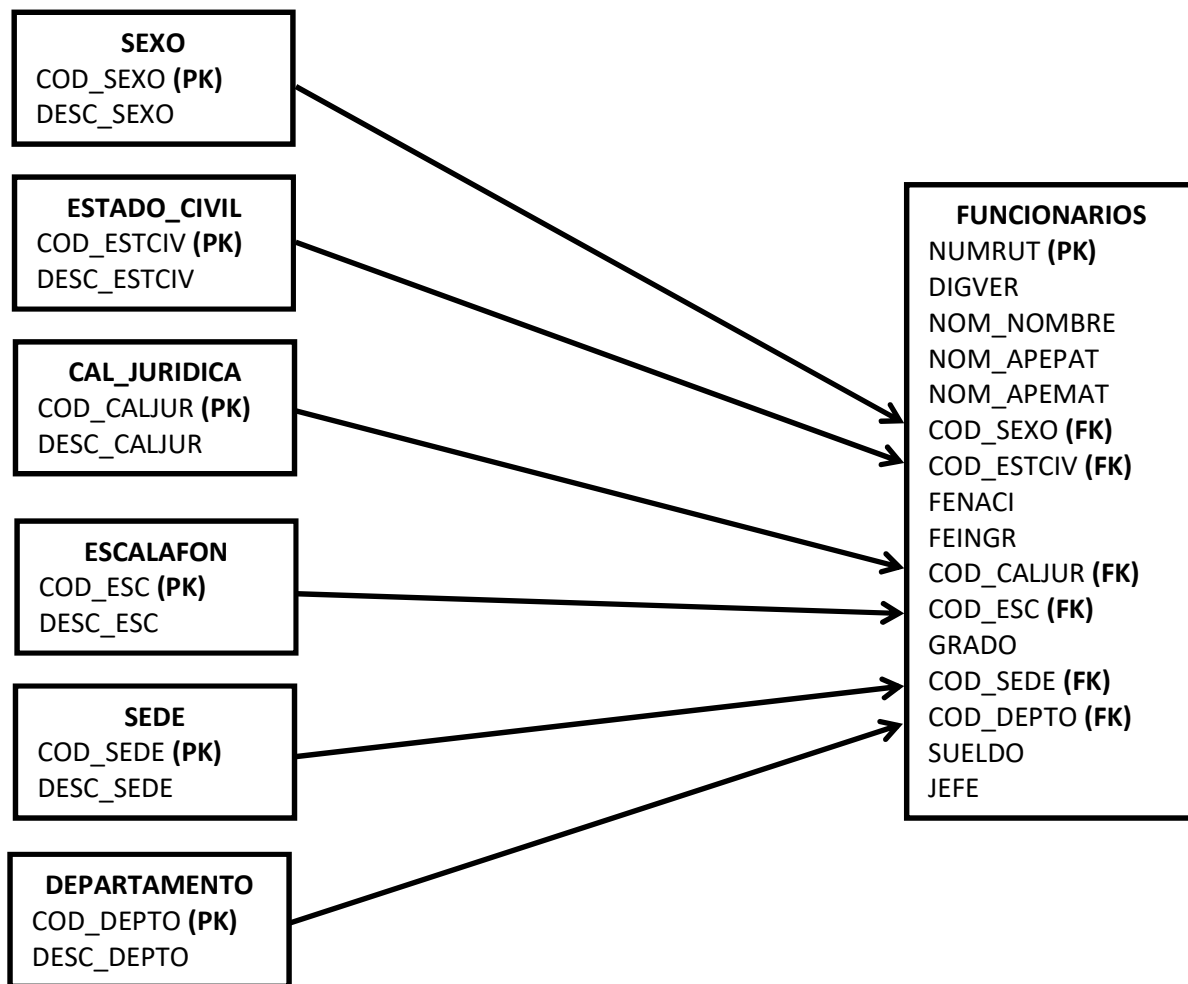 SEXO
COD_SEXO (PK)
DESC_SEXO
ESTADO_CIVIL
COD_ESTCIV (PK)
DESC_ESTCIV
CAL_JURIDICA
COD_CALJUR (PK)
DESC_CALJUR
ESCALAFON
COD_ESC (PK)
DESC_ESC
SEDE
COD_SEDE (PK)
DESC_SEDE
DEPARTAMENTO
COD_DEPTO (PK)
DESC_DEPTO
FUNCIONARIOS
NUMRUT (PK)
DIGVER
NOM_NOMBRE
NOM_APEPAT
NOM_APEMAT
COD_SEXO (FK)
COD_ESTCIV (FK)
FENACI
FEINGR
COD_CALJUR (FK)
COD_ESC (FK)
GRADO
COD_SEDE (FK)
COD_DEPTO (FK)
SUELDO
JEFE